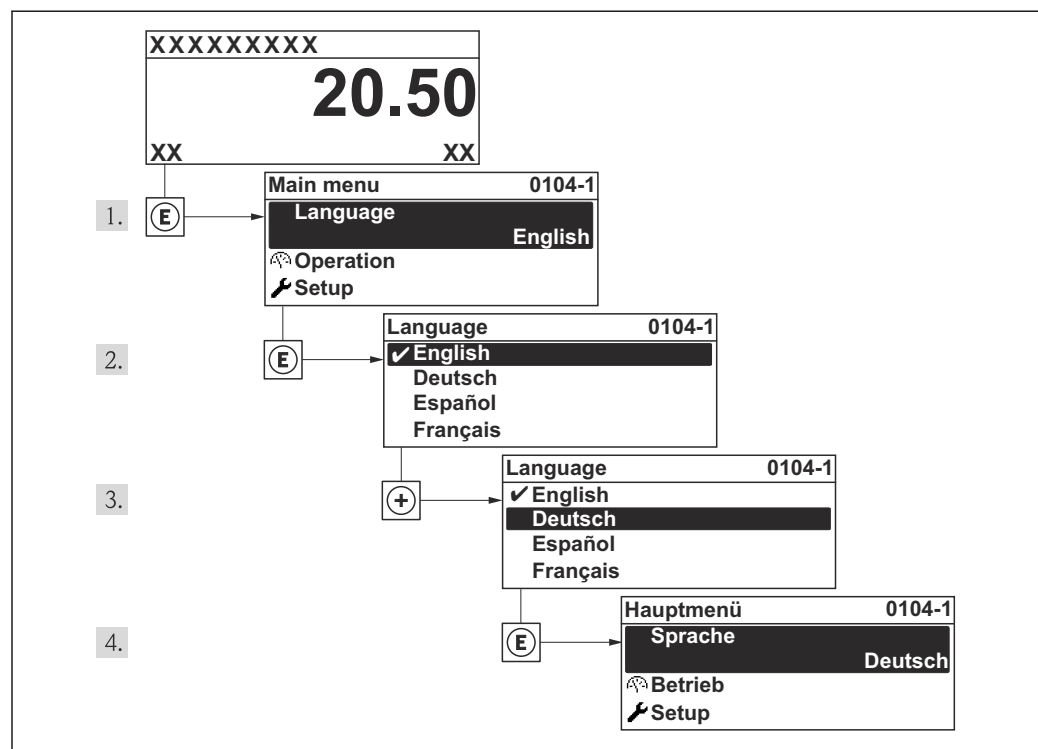 XXXXXXXXX
20.50
XX XX
1. E
Main menu 0104-1
Language
English
Operation
Setup
2. E
Language 0104-1
✔ English
Deutsch
Español
Français
3. +
Language 0104-1
✔ English
Deutsch
Español
Français
4. E
Hauptmenü 0104-1
Sprache
Deutsch
Betrieb
Setup